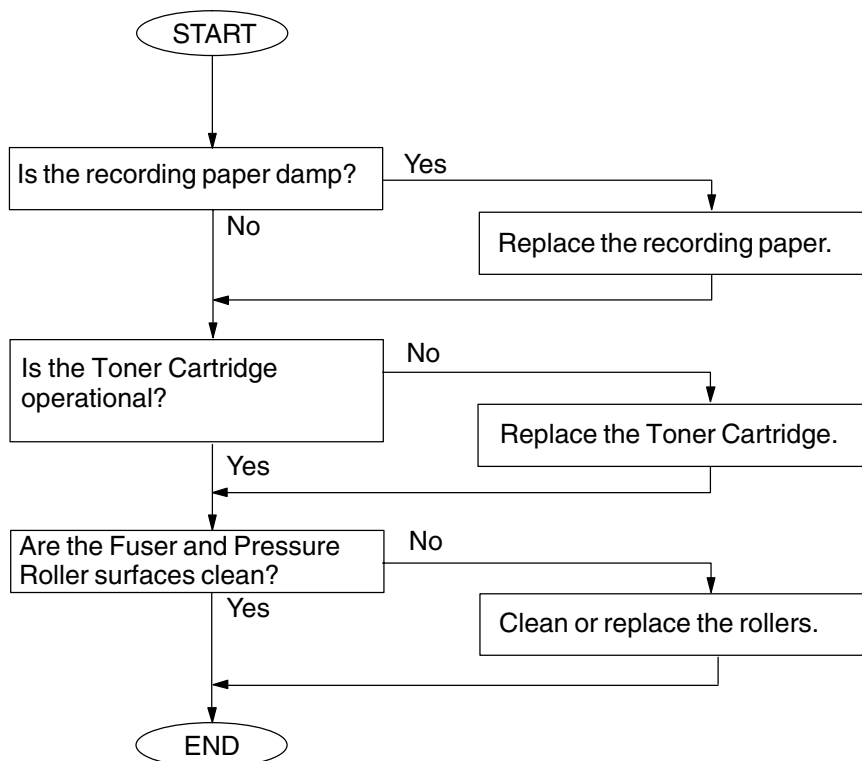 START
Is the recording paper damp?
Yes
No
Replace the recording paper.
Is the Toner Cartridge
operational?
No
Yes
Replace the Toner Cartridge.
Are the Fuser and Pressure
Roller surfaces clean?
No
Yes
Clean or replace the rollers.
END